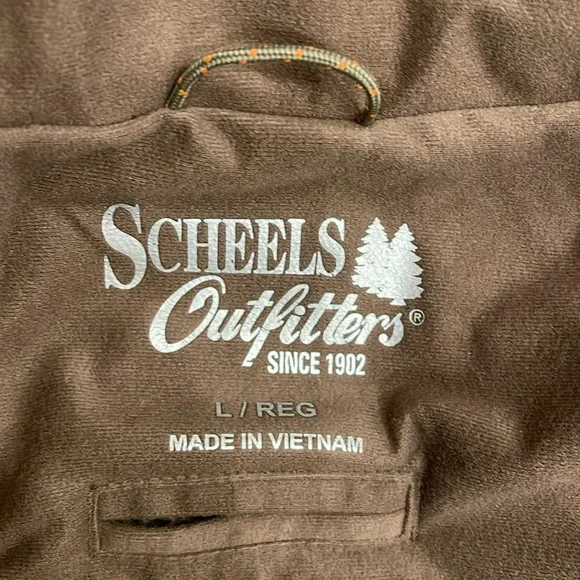 SCHEELS
Outfitters®
SINCE 1902
L / REG
MADE IN VIETNAM